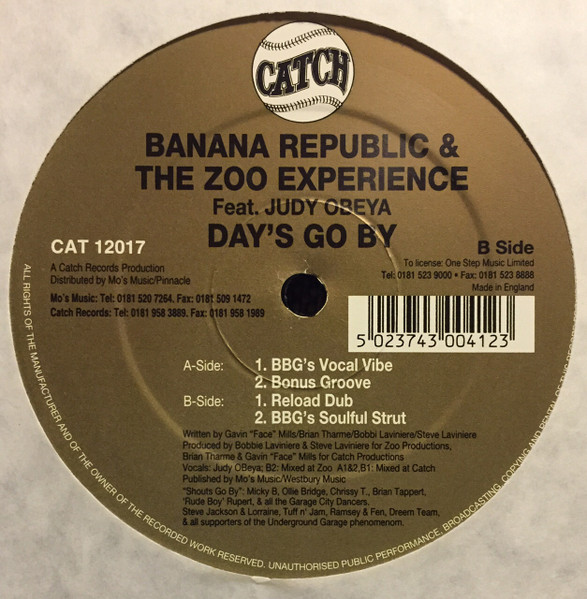 CATCH
BANANA REPUBLIC &
THE ZOO EXPERIENCE
Feat. JUDY OBEYA
DAY'S GO BY
CAT 12017
B Side
A Catch Records Production
Distributed by Mo's Music/Pinnacle
To license: One Step Music Limited
Tel: 0181 523 9000 • Fax: 0181 523 8888
Made in England
Mo's Music: Tel: 0181 520 7264. Fax: 0181 509 1472
Catch Records: Tel: 0181 958 3889. Fax: 0181 958 1989
5 023743 004123
A-Side: 1. BBG's Vocal Vibe
2. Bonus Groove
B-Side: 1. Reload Dub
2. BBG's Soulful Strut
Written by Gavin "Face" Mills/Brian Tharme/Bobbi Laviniere/Steve Laviniere
Produced by Bobbie Laviniere & Steve Laviniere for Zoo Productions,
Brian Tharme & Gavin "Face" Mills for Catch Productions
Vocals: Judy OBeya; B2: Mixed at Zoo A1&2,B1: Mixed at Catch
Published by Mo's Music/Westbury Music
"Shouts Go By": Micky B, Ollie Bridge, Chrissy T., Brian Tappert,
'Rude Boy' Rupert, & all the Garage City Dancers.
Steve Jackson & Lorraine, Tuff n' Jam, Ramsey & Fen, Dreem Team,
& all supporters of the Underground Garage phenomenom.
ALL RIGHTS OF THE MANUFACTURER AND OF THE OWNER OF THE RECORDED WORK RESERVED. UNAUTHORISED PUBLIC PERFORMANCE, BROADCASTING, COPYING AND